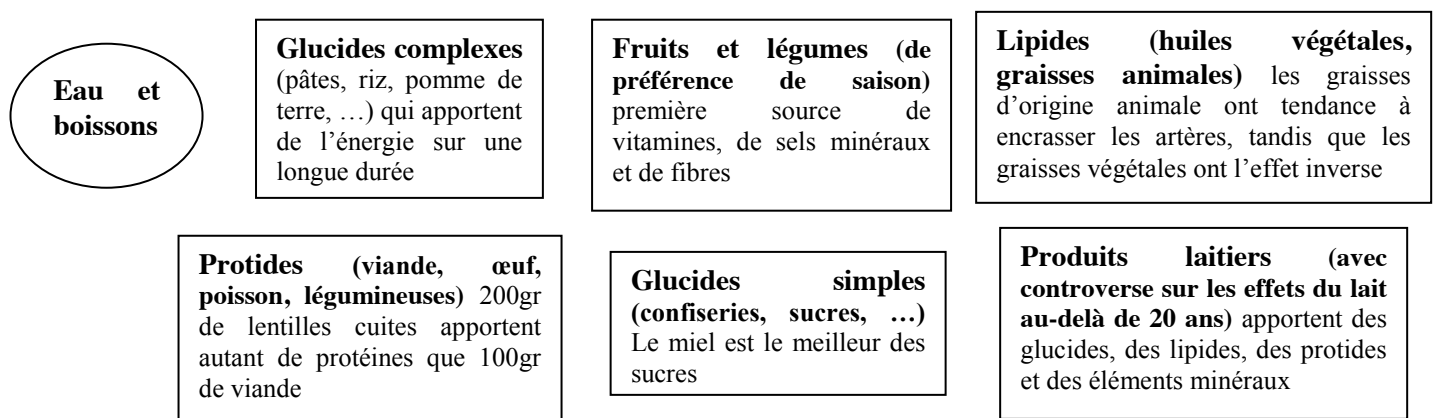 Eau et
boissons
Glucides complexes
(pâtes, riz, pomme de
terre, …) qui apportent
de l’énergie sur une
longue durée
Fruits et légumes (de
préférence de saison)
première source de
vitamines, de sels minéraux
et de fibres
Lipides (huiles végétales,
graisses animales) les graisses
d’origine animale ont tendance à
encrasser les artères, tandis que les
graisses végétales ont l’effet inverse
Protides (viande, œuf,
poisson, légumineuses) 200gr
de lentilles cuites apportent
autant de protéines que 100gr
de viande
Glucides simples
(confiseries, sucres, …)
Le miel est le meilleur des
sucres
Produits laitiers (avec
controverse sur les effets du lait
au-delà de 20 ans) apportent des
glucides, des lipides, des protides
et des éléments minéraux